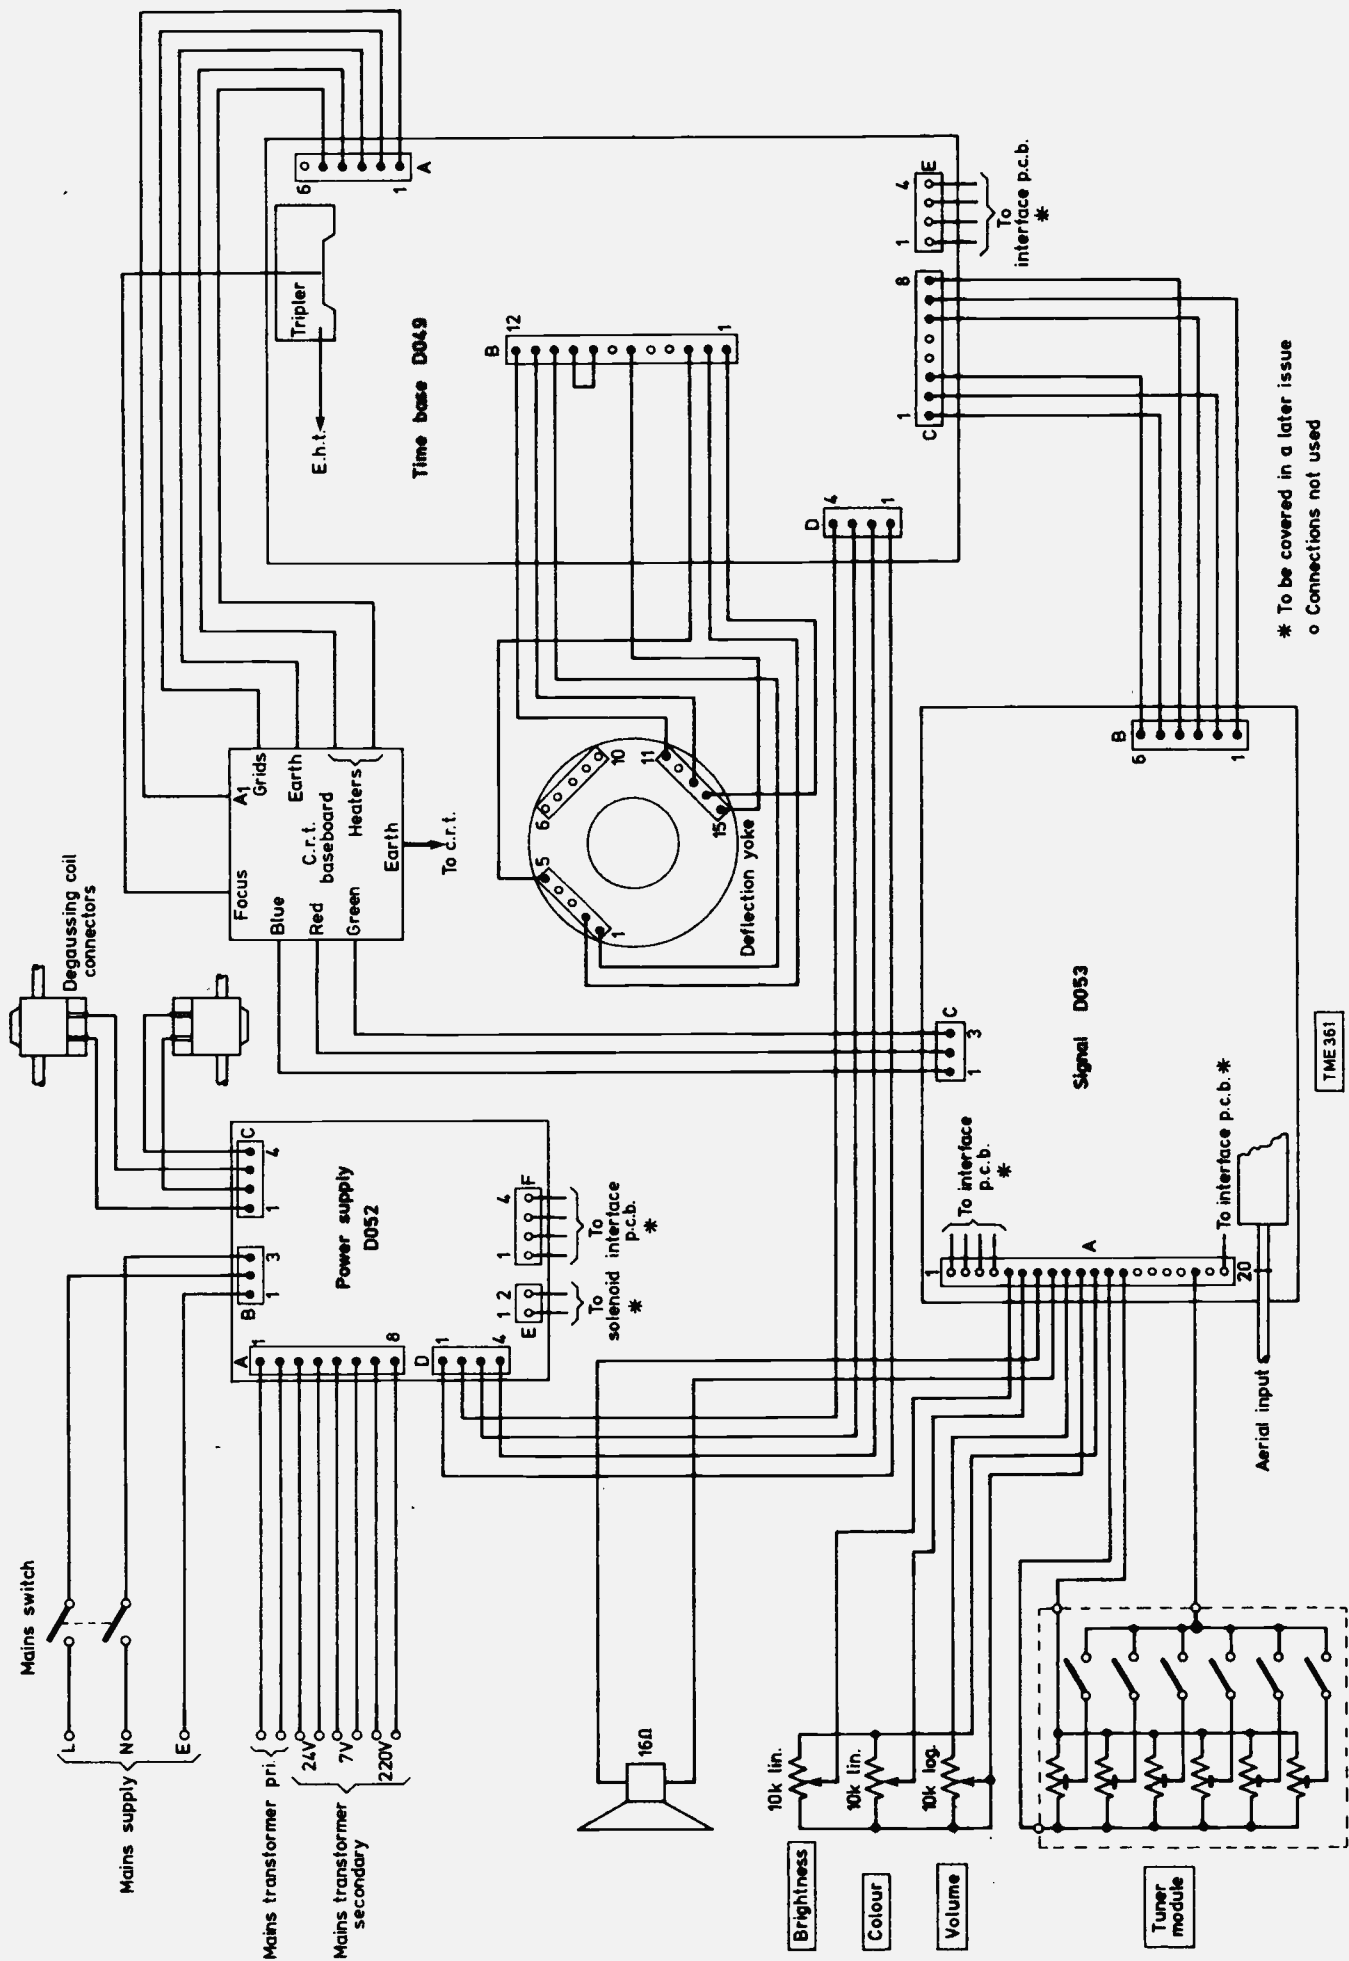 Mains switch
Mains supply
L
N
E
Mains transformer pri.
Mains transformer
secondary
24V
7V
220V
Degaussing coil
connectors
B
1
3
C
1
4
A
1
8
D
1
4
Power supply
D052
E
1
2
To
solenoid interface
p.c.b.
*
F
1
4
To
Focus
A1
Grids
Earth
C.r.t.
baseboard
Heaters
Blue
Red
Green
Earth
To c.r.t.
6
1
A
Tripler
E.h.t.
Time base D049
B
12
1
D
4
1
C
1
8
1
4
E
To
interface p.c.b.
*
5
1
6
10
11
15
Deflection yoke
16Ω
Brightness
10k lin.
Colour
10k lin.
Volume
10k log.
Tuner
module
Aerial input
1
A
20
To interface
p.c.b.
*
To interface p.c.b.*
C
1
3
Signal D053
B
6
1
* To be covered in a later issue
o Connections not used
TME361